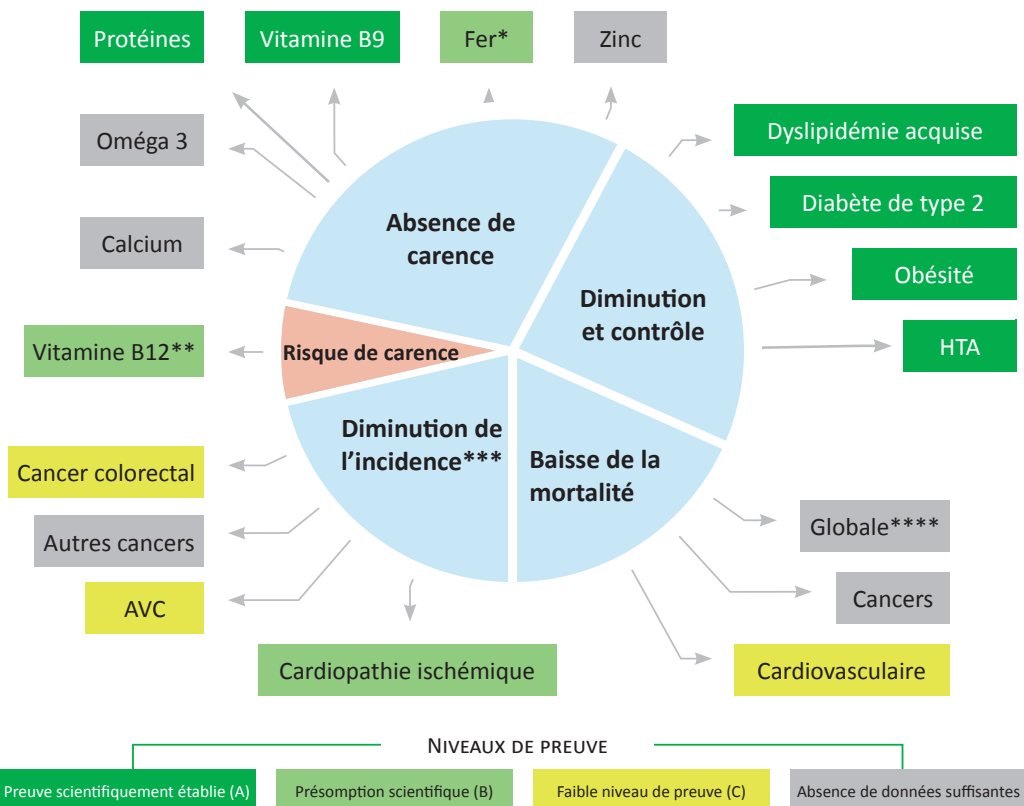 Protéines
Vitamine B9
Fer*
Zinc
Oméga 3
Dyslipidémie acquise
Diabète de type 2
Calcium
Absence de
carence
Obésité
Diminution
et contrôle
Vitamine B12**
Risque de carence
HTA
Diminution de
l'incidence***
Baisse de la
mortalité
Cancer colorectal
Autres cancers
Globale****
AVC
Cancers
Cardiopathie ischémique
Cardiovasculaire
NIVEAUX DE PREUVE
Preuve scientifiquement établie (A)
Présomption scientifique (B)
Faible niveau de preuve (C)
Absence de données suffisantes